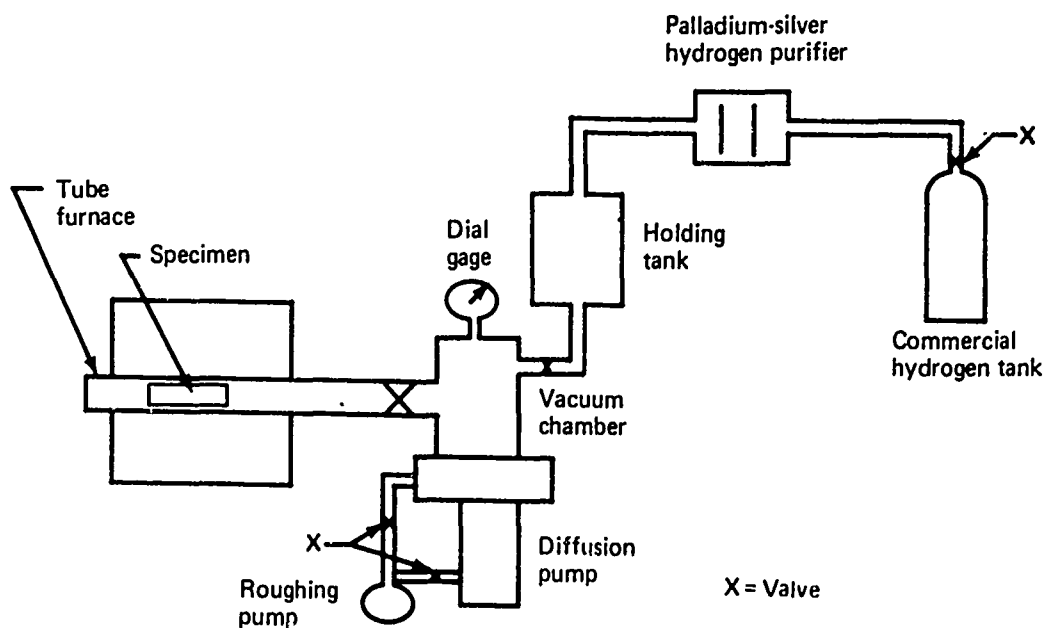 Palladium-silver
hydrogen purifier
X
Tube
furnace
Specimen
Dial
gage
Holding
tank
Commercial
hydrogen tank
Vacuum
chamber
X
Diffusion
pump
Roughing
pump
X = Valve